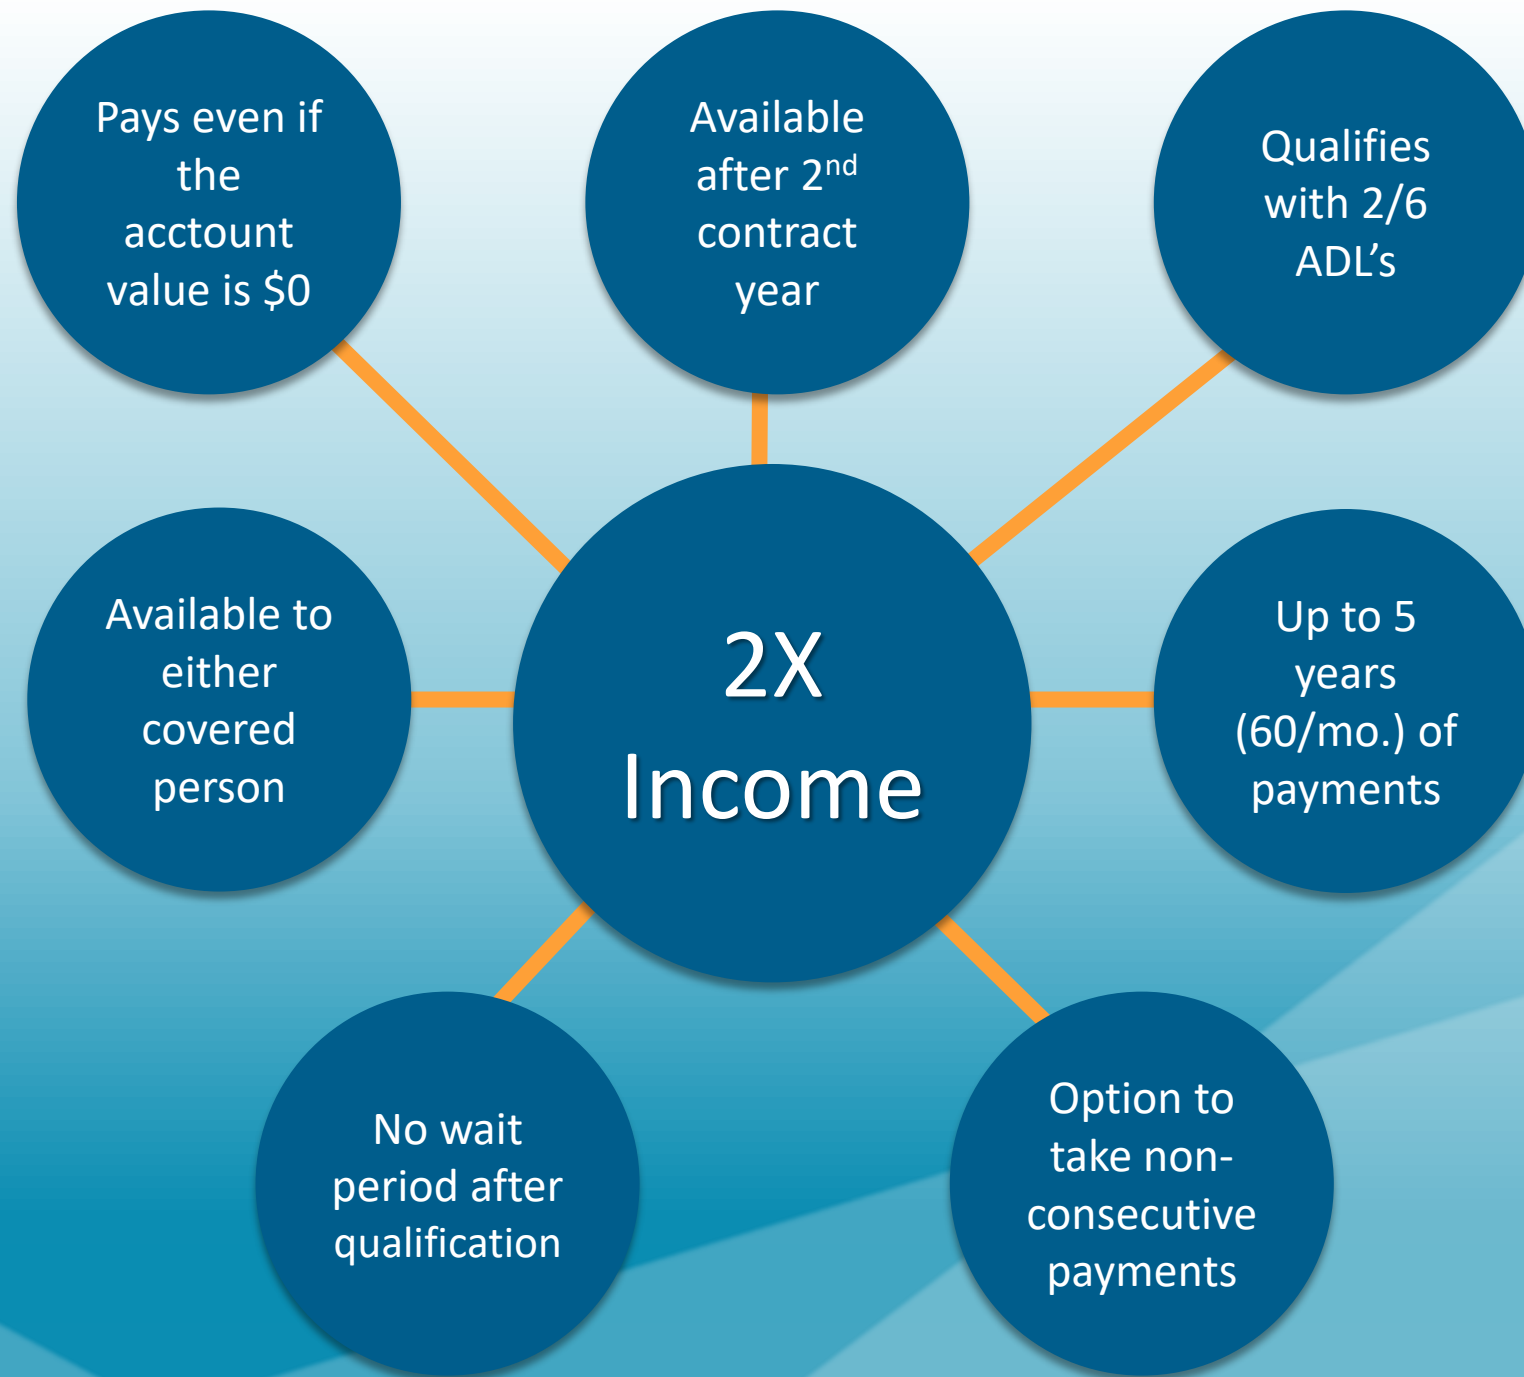 Pays even if
the
acctount
value is $0
Available
after 2nd
contract
year
Qualifies
with 2/6
ADL’s
Available to
either
covered
person
2X
Income
Up to 5
years
(60/mo.) of
payments
No wait
period after
qualification
Option to
take non-
consecutive
payments